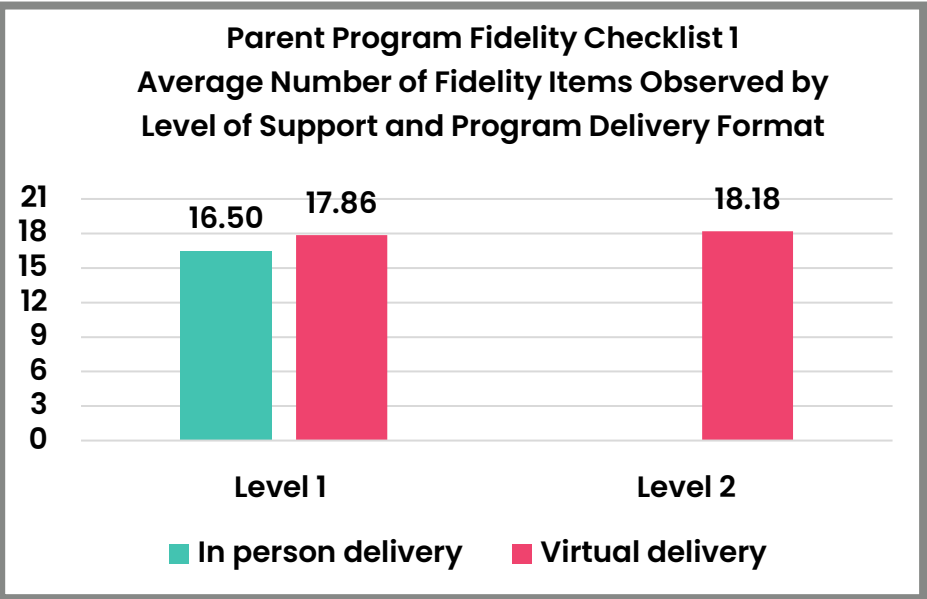 Parent Program Fidelity Checklist 1
Average Number of Fidelity Items Observed by
Level of Support and Program Delivery Format
21
18
15
12
9
6
3
0
16.50
17.86
18.18
Level 1
Level 2
In person delivery
Virtual delivery